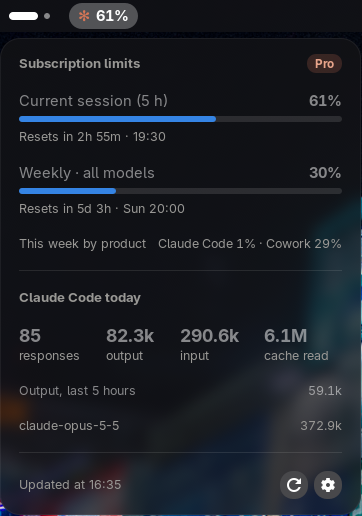 61%
Subscription limits Pro
Current session (5 h) 61%
Resets in 2h 55m · 19:30
Weekly · all models 30%
Resets in 5d 3h · Sun 20:00
This week by product Claude Code 1% · Cowork 29%
Claude Code today
85 82.3k 290.6k 6.1M
responses output input cache read
Output, last 5 hours 59.1k
claude-opus-5-5 372.9k
Updated at 16:35